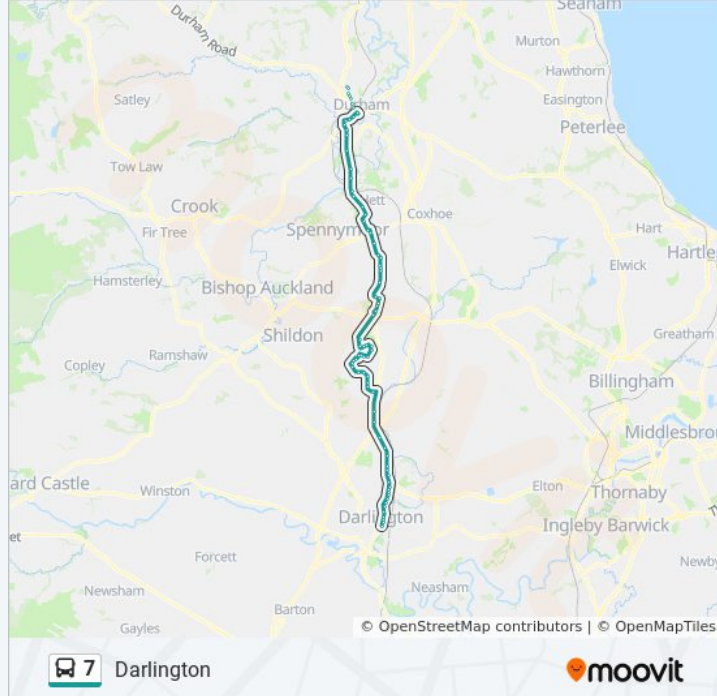 Seaham
Durham Road
Murton
Hawthorn
Satley
Durham
Easington
Peterlee
Tow Law
Crook
ett
Coxhoe
Fir Tree
Spennymoor
Hart
Hartle
Elwick
Hamsterley
Bishop Auckland
Shildon
Greatham
Ramshaw
Copley
Billingham
Middlesbro
ard Castle
Winston
Elton
Thornaby
Darlington
Ingleby Barwick
et
Forcett
Newby
Newsham
Neasham
Barton
Gayles
© OpenStreetMap contributors | © OpenMapTiles
7 Darlington
moovit